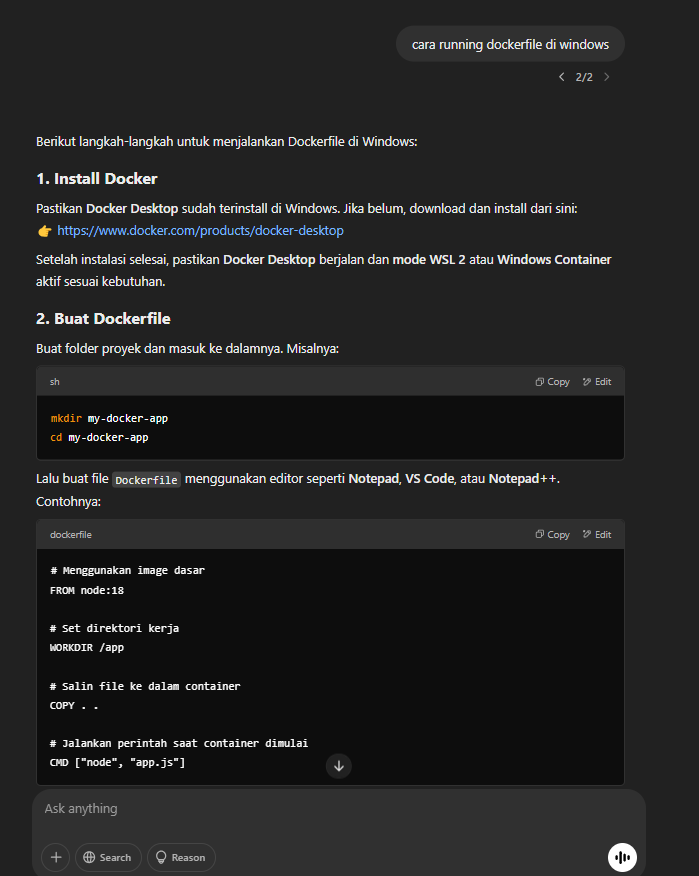 cara running dockerfile di windows
2/2
Berikut langkah-langkah untuk menjalankan Dockerfile di Windows:
1. Install Docker
Pastikan Docker Desktop sudah terinstall di Windows. Jika belum, download dan install dari sini:
👉 https://www.docker.com/products/docker-desktop
Setelah instalasi selesai, pastikan Docker Desktop berjalan dan mode WSL 2 atau Windows Container
aktif sesuai kebutuhan.
2. Buat Dockerfile
Buat folder proyek dan masuk ke dalamnya. Misalnya:
sh Copy Edit
mkdir my-docker-app
cd my-docker-app
Lalu buat file Dockerfile menggunakan editor seperti Notepad, VS Code, atau Notepad++.
Contohnya:
dockerfile Copy Edit
# Menggunakan image dasar
FROM node:18
# Set direktori kerja
WORKDIR /app
# Salin file ke dalam container
COPY . .
# Jalankan perintah saat container dimulai
CMD ["node", "app.js"]
Ask anything
Search Reason